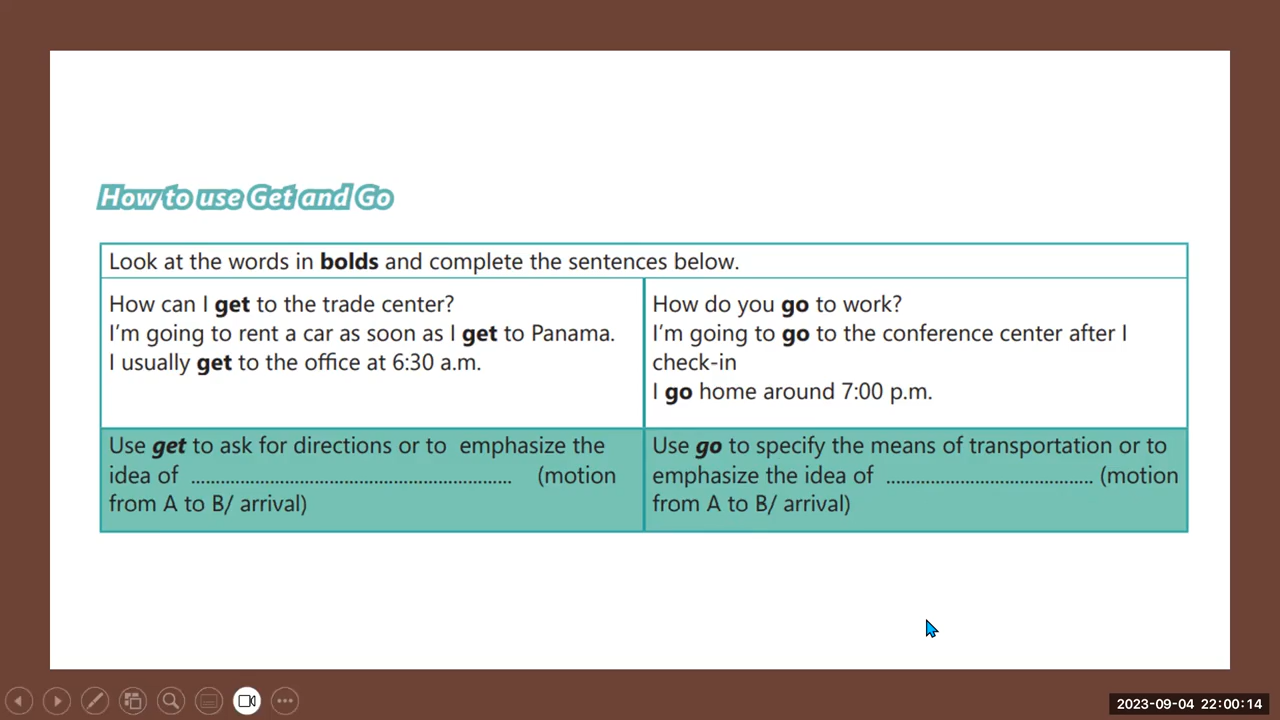 How to use Get and Go
Look at the words in bolds and complete the sentences below.
How can I get to the trade center?
I'm going to rent a car as soon as I get to Panama.
I usually get to the office at 6:30 a.m.
How do you go to work?
I'm going to go to the conference center after I
check-in
I go home around 7:00 p.m.
Use get to ask for directions or to emphasize the
idea of ................................................................. (motion
from A to B/ arrival)
Use go to specify the means of transportation or to
emphasize the idea of .......................................... (motion
from A to B/ arrival)
2023-09-04 22:00:14